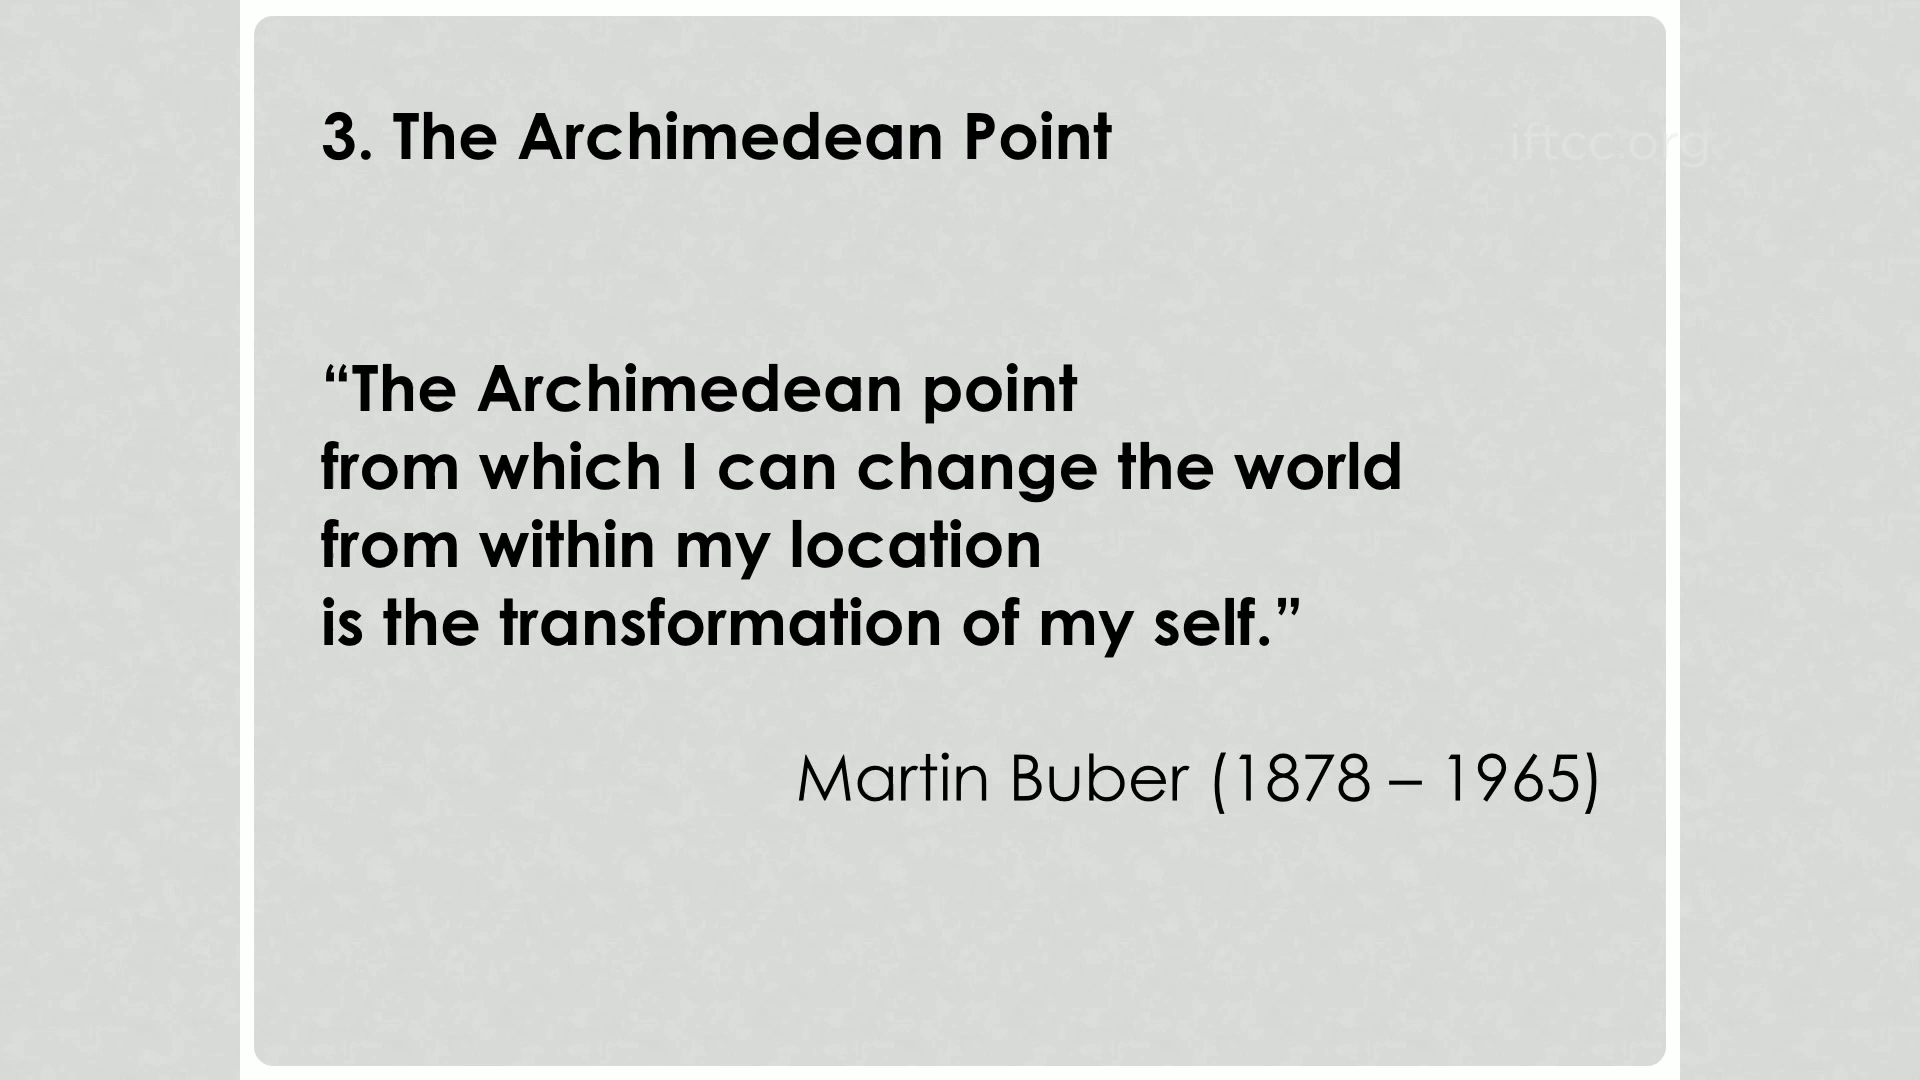 3. The Archimedean Point
iftcc.org
“The Archimedean point
from which I can change the world
from within my location
is the transformation of my self.”
Martin Buber (1878 – 1965)